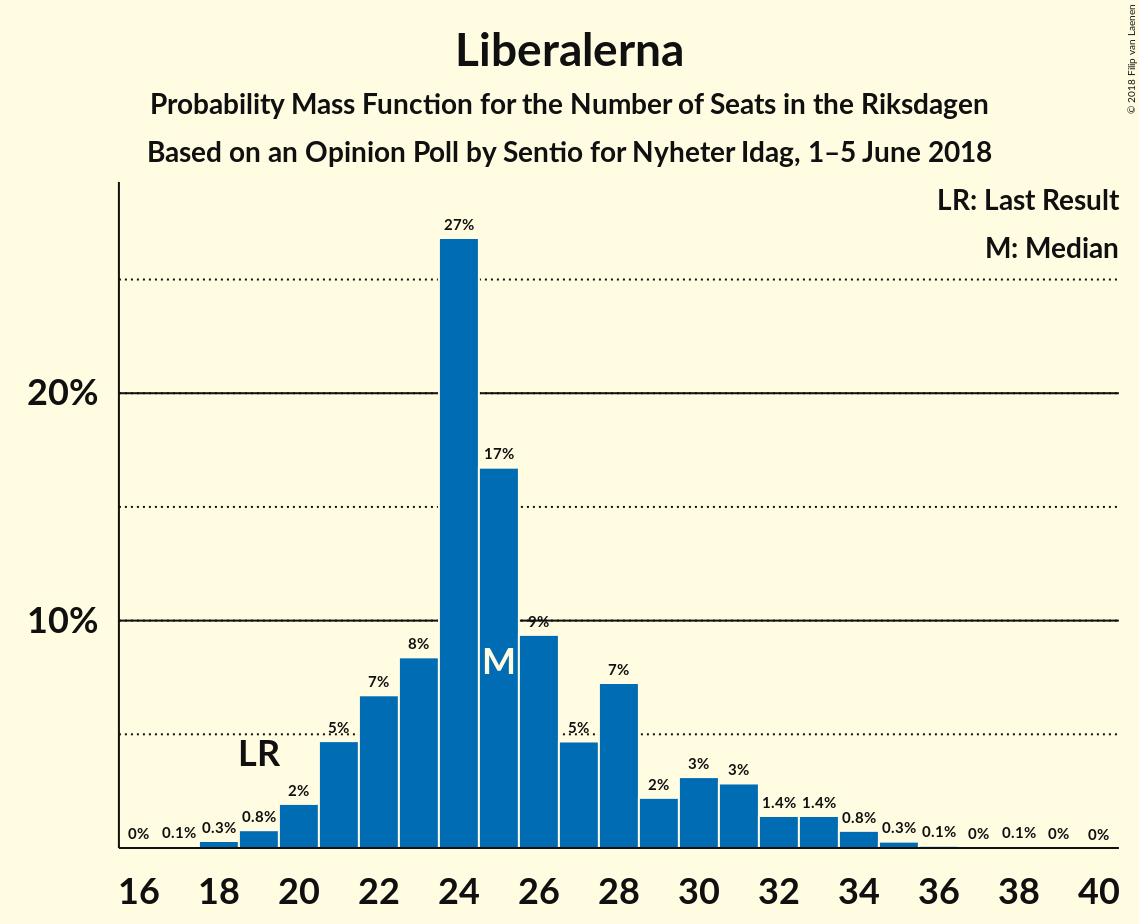 © 2018 Filip van Laenen
Liberalerna
Probability Mass Function for the Number of Seats in the Riksdagen
Based on an Opinion Poll by Sentio for Nyheter Idag, 1–5 June 2018
LR: Last Result
M: Median
20%
10%
0% 0.1% 0.3% 0.8% 2% 5% 7% 8% 27% 17% 9% 5% 7% 2% 3% 3% 1.4% 1.4% 0.8% 0.3% 0.1% 0% 0.1% 0% 0%
LR
M
16 18 20 22 24 26 28 30 32 34 36 38 40